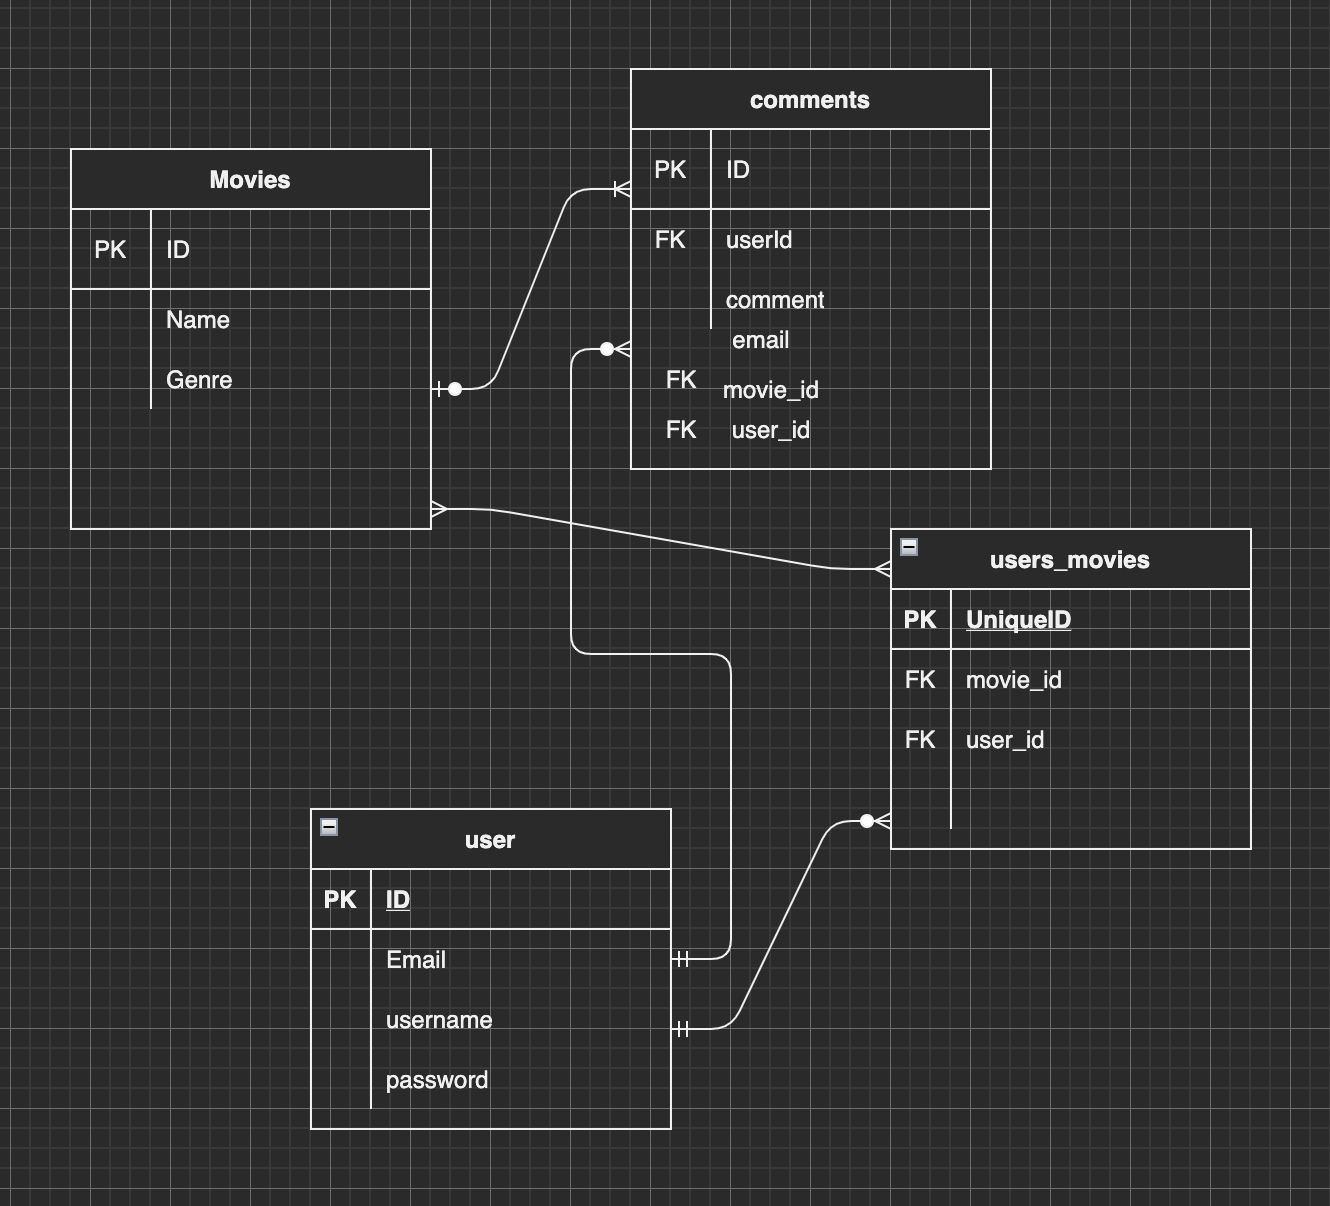 comments
PK ID
FK userId
comment
email
FK movie_id
FK user_id
Movies
PK ID
Name
Genre
users_movies
PK UniqueID
FK movie_id
FK user_id
user
PK ID
Email
username
password